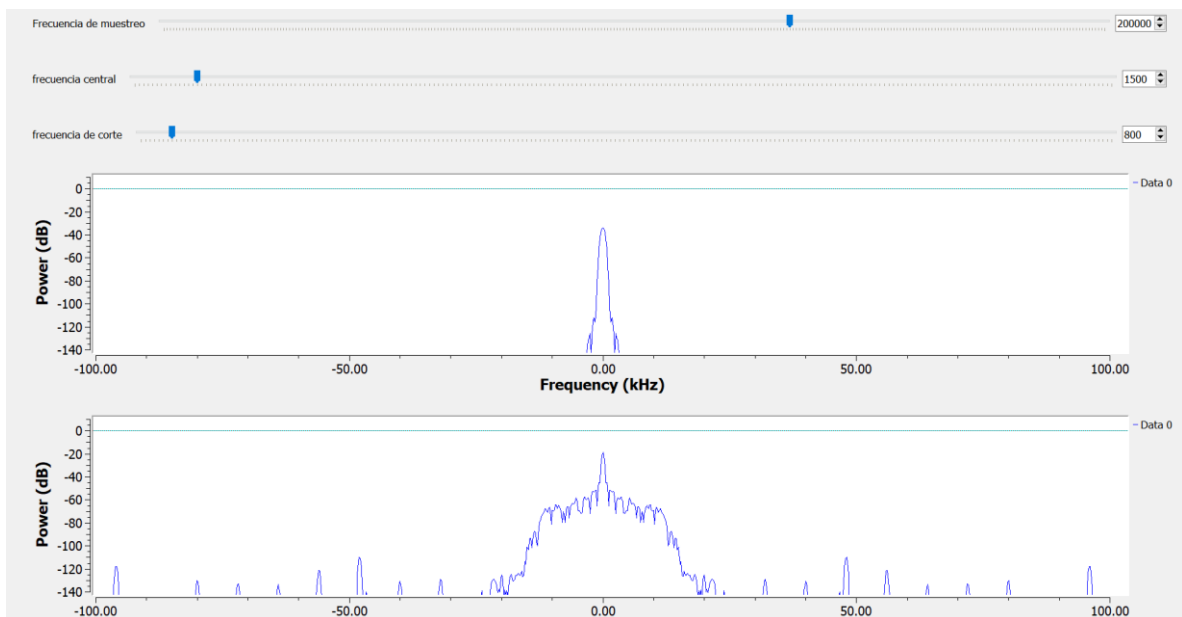 Frecuencia de muestreo 200000
frecuencia central 1500
frecuencia de corte 800
Data 0
Power (dB)
0
-20
-40
-60
-80
-100
-120
-140
-100.00 -50.00 0.00 50.00 100.00
Frequency (kHz)
Data 0
Power (dB)
0
-20
-40
-60
-80
-100
-120
-140
-100.00 -50.00 0.00 50.00 100.00